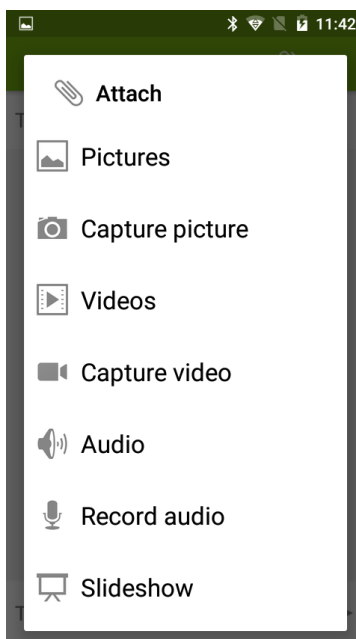 11:42
Attach
Pictures
Capture picture
Videos
Capture video
Audio
Record audio
Slideshow